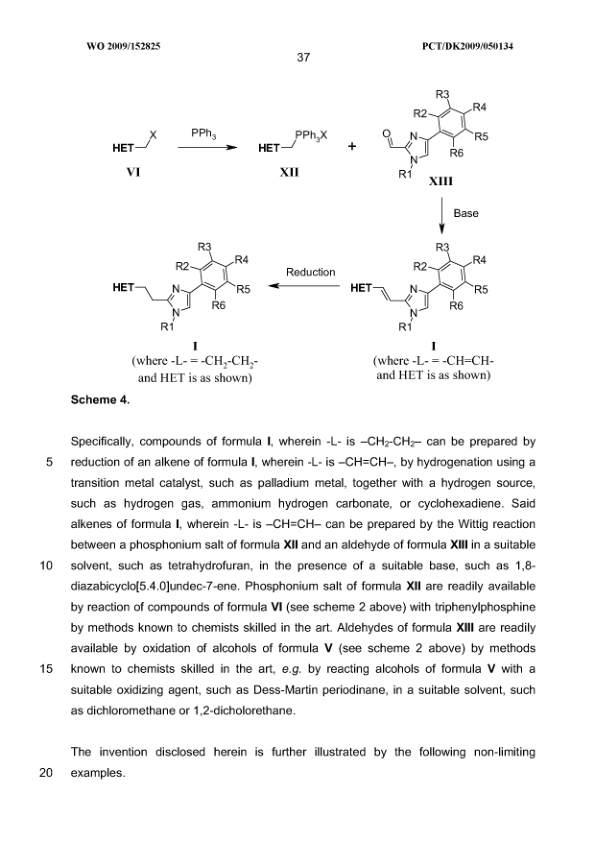 WO 2009/152825 PCT/DK2009/050134
37
R3
R2 R4
X PPh3 PPh3X O N R5
HET HET + N R6
VI XII R1 XIII
Base
R3 R3
R2 R4 R2 R4
HET N R5 Reduction HET N R5
N R6 N R6
R1 R1
I I
(where -L- = -CH2-CH2- (where -L- = -CH=CH-
and HET is as shown) and HET is as shown)
Scheme 4.
Specifically, compounds of formula I, wherein -L- is –CH2-CH2– can be prepared by
5 reduction of an alkene of formula I, wherein -L- is –CH=CH–, by hydrogenation using a
transition metal catalyst, such as palladium metal, together with a hydrogen source,
such as hydrogen gas, ammonium hydrogen carbonate, or cyclohexadiene. Said
alkenes of formula I, wherein -L- is –CH=CH– can be prepared by the Wittig reaction
between a phosphonium salt of formula XII and an aldehyde of formula XIII in a suitable
10 solvent, such as tetrahydrofuran, in the presence of a suitable base, such as 1,8-
diazabicyclo[5.4.0]undec-7-ene. Phosphonium salt of formula XII are readily available
by reaction of compounds of formula VI (see scheme 2 above) with triphenylphosphine
by methods known to chemists skilled in the art. Aldehydes of formula XIII are readily
available by oxidation of alcohols of formula V (see scheme 2 above) by methods
15 known to chemists skilled in the art, e.g. by reacting alcohols of formula V with a
suitable oxidizing agent, such as Dess-Martin periodinane, in a suitable solvent, such
as dichloromethane or 1,2-dicholorethane.
The invention disclosed herein is further illustrated by the following non-limiting
20 examples.